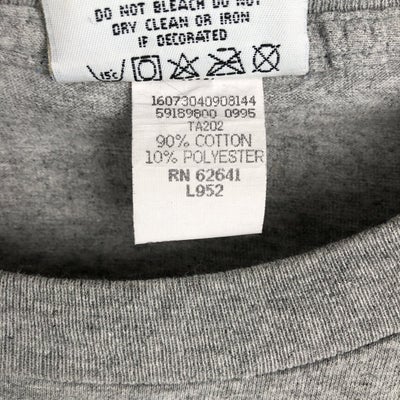 DO NOT BLEACH DO NOT
DRY CLEAN OR IRON
IF DECORATED
15°c
16073040908144
59189800 0995
TA202
90% COTTON
10% POLYESTER
RN 62641
L952